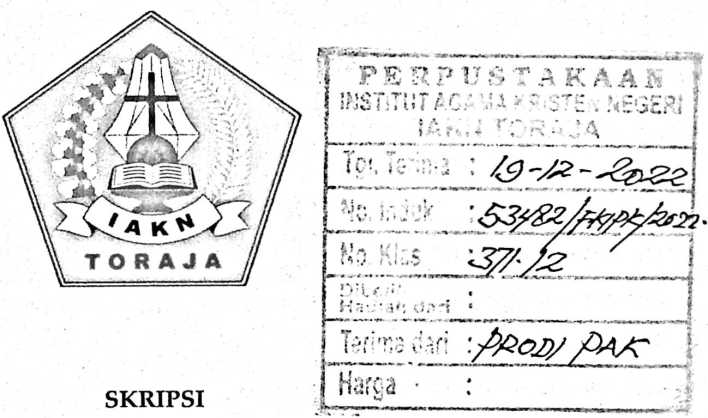 IAKN
TORAJA
PERPUSTAKAAN
INSTITUT AGAMA KRISTEN NEGERI
IAKN TORAJA
Tgl. Terima : 19-12-2022
No. Induk : 53482/FKIPK/2022.
No. Klas : 371.12
Dibeli
Hadiah dari :
Terima dari : PRODI PAK
Harga :
SKRIPSI